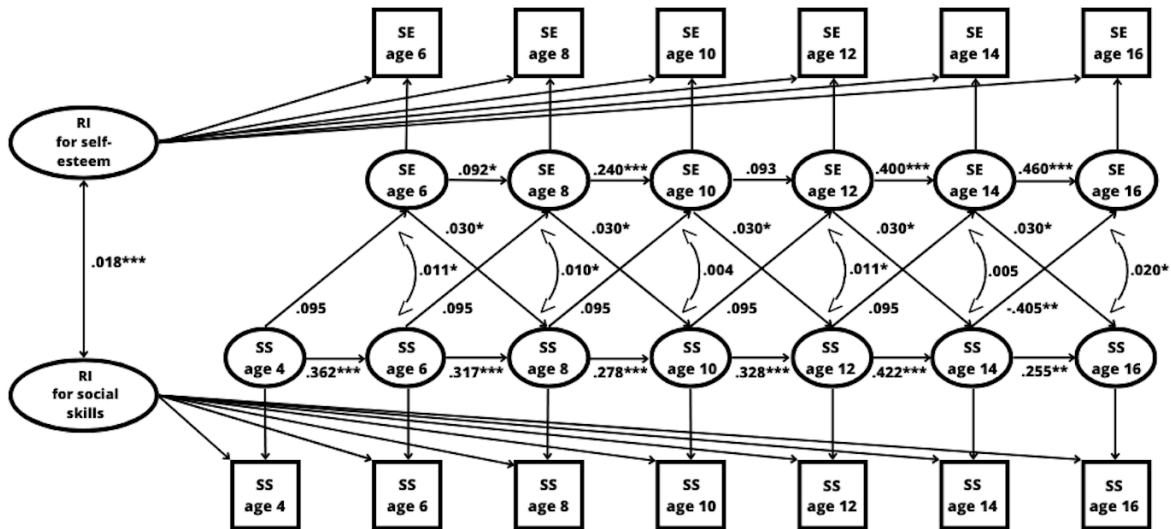 SE
age 6
SE
age 8
SE
age 10
SE
age 12
SE
age 14
SE
age 16
RI
for self-
esteem
SE
age 6
.092*
SE
age 8
.240***
SE
age 10
.093
SE
age 12
.400***
SE
age 14
.460***
SE
age 16
.030*
.030*
.030*
.030*
.030*
.018***
.011*
.010*
.004
.011*
.005
.020*
.095
.095
.095
.095
.095
-.405**
SS
age 4
.362***
SS
age 6
.317***
SS
age 8
.278***
SS
age 10
.328***
SS
age 12
.422***
SS
age 14
.255**
SS
age 16
RI
for social
skills
SS
age 4
SS
age 6
SS
age 8
SS
age 10
SS
age 12
SS
age 14
SS
age 16